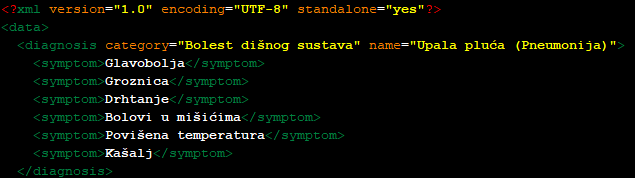 <?xml version="1.0" encoding="UTF-8" standalone="yes"?>
<data>
<diagnosis category="Bolest dišnog sustava" name="Upala pluća (Pneumonija)">
<symptom>Glavobolja</symptom>
<symptom>Groznica</symptom>
<symptom>Drhtanje</symptom>
<symptom>Bolovi u mišićima</symptom>
<symptom>Povišena temperatura</symptom>
<symptom>Kašalj</symptom>
</diagnosis>